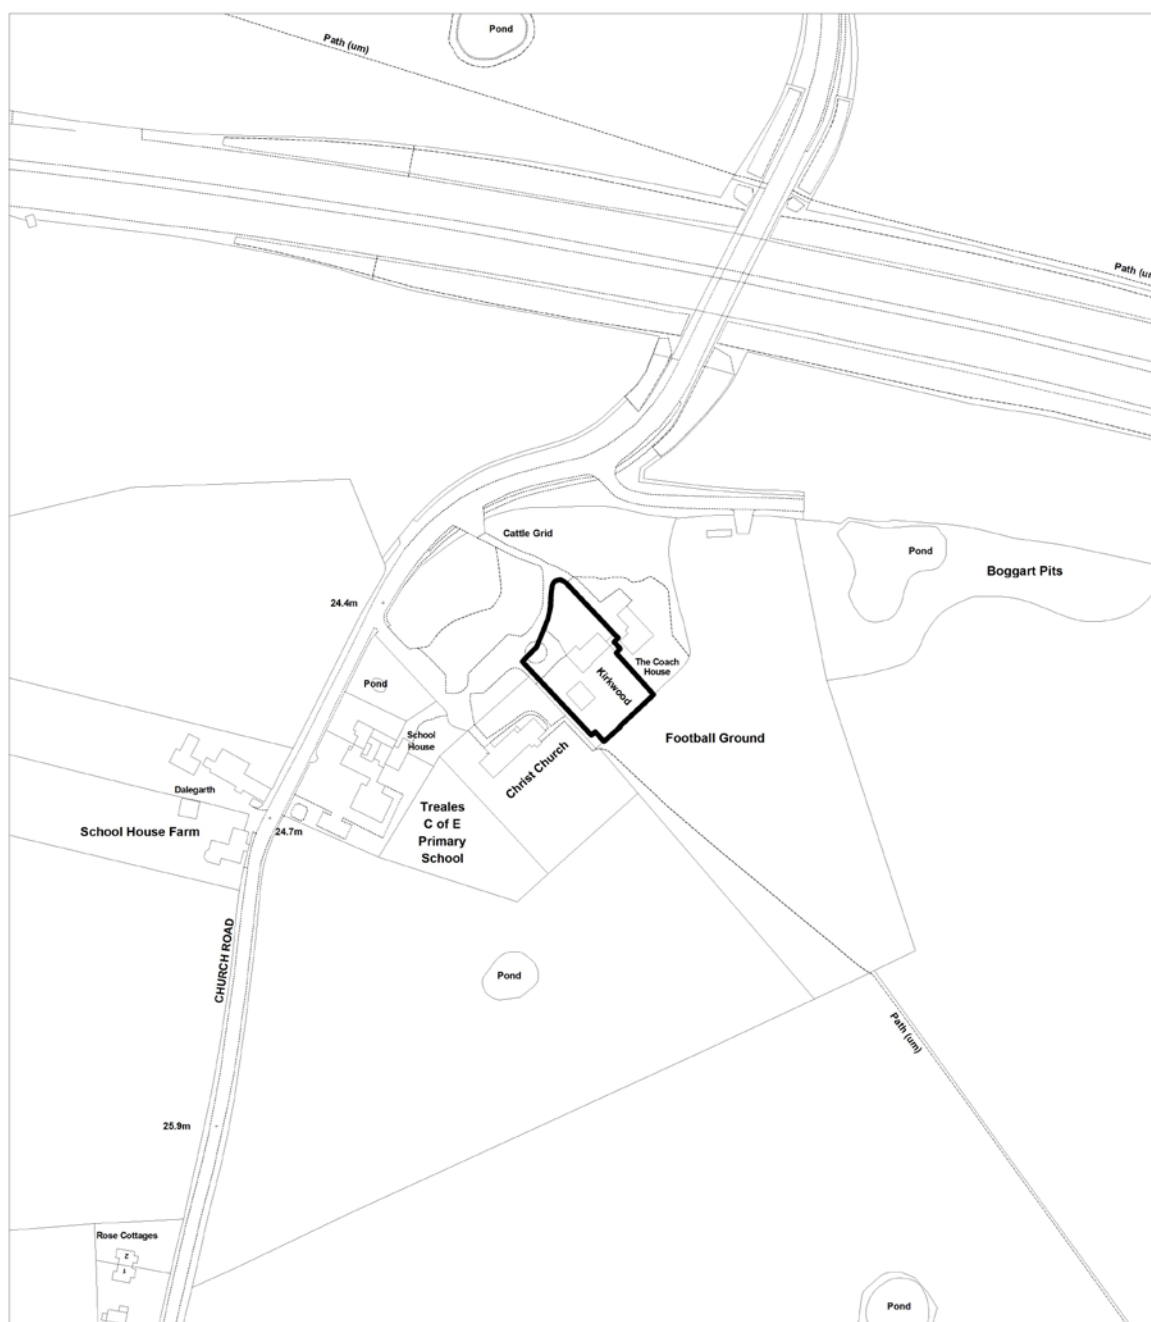 Pond
Path (um)
Path (um
Cattle Grid
Pond
Boggart Pits
24.4m
The Coach
House
Kirkwood
Pond
School
House
Football Ground
Christ Church
Dalegarth
Treales
C of E
Primary
School
School House Farm
24.7m
CHURCH ROAD
Pond
Path (um)
25.9m
Rose Cottages
2
1
Pond